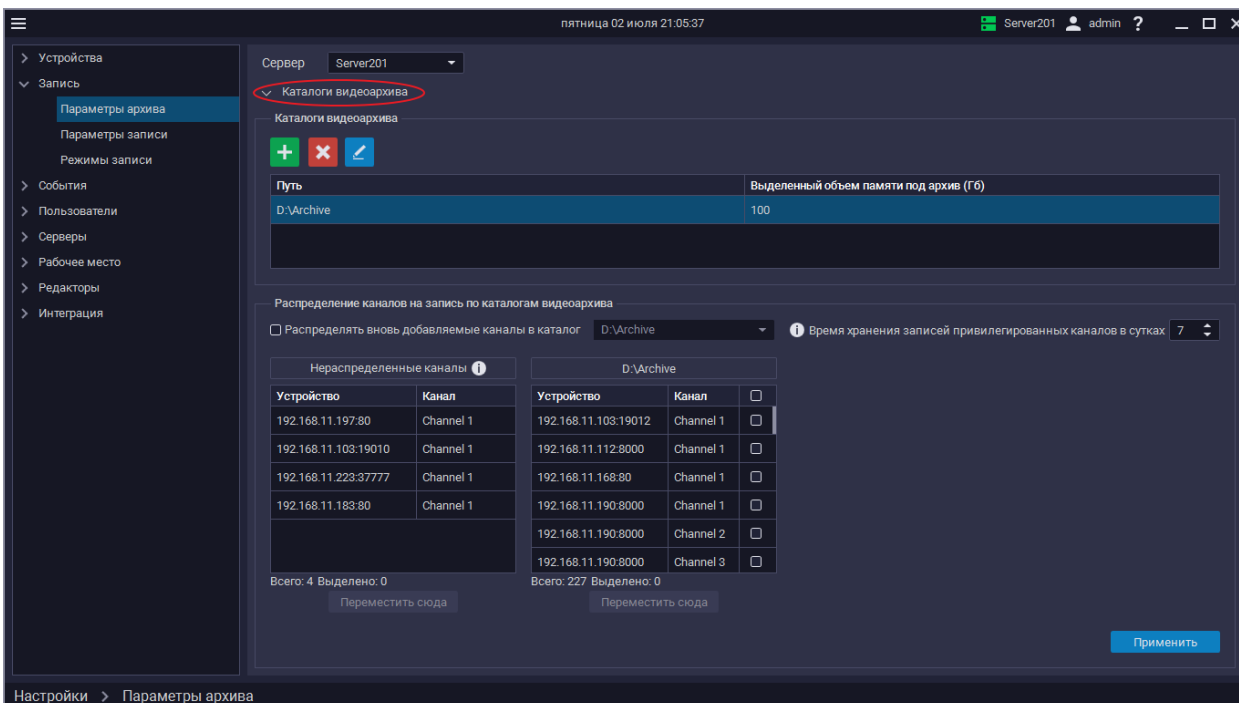 пятница 02 июля 21:05:37 Server201 admin ?
Устройства
Запись
Параметры архива
Параметры записи
Режимы записи
События
Пользователи
Серверы
Рабочее место
Редакторы
Интеграция
Сервер Server201
Каталоги видеоархива
Каталоги видеоархива
Путь Выделенный объем памяти под архив (Гб)
D:\Archive 100
Распределение каналов на запись по каталогам видеоархива
Распределять вновь добавляемые каналы в каталог D:\Archive Время хранения записей привилегированных каналов в сутках 7
Нераспределенные каналы D:\Archive
Устройство Канал Устройство Канал
192.168.11.197:80 Channel 1 192.168.11.103:19012 Channel 1
192.168.11.103:19010 Channel 1 192.168.11.112:8000 Channel 1
192.168.11.223:37777 Channel 1 192.168.11.168:80 Channel 1
192.168.11.183:80 Channel 1 192.168.11.190:8000 Channel 1
192.168.11.190:8000 Channel 2
192.168.11.190:8000 Channel 3
Всего: 4 Выделено: 0 Всего: 227 Выделено: 0
Переместить сюда Переместить сюда
Применить
Настройки > Параметры архива